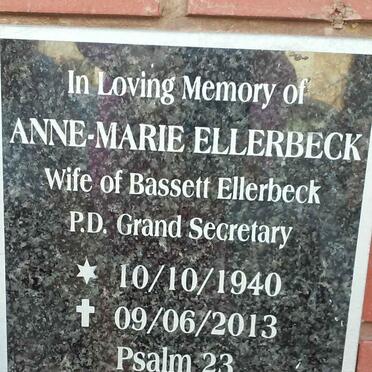 In Loving Memory of
ANNE-MARIE ELLERBECK
Wife of Bassett Ellerbeck
P.D. Grand Secretary
10/10/1940
09/06/2013
Psalm 23